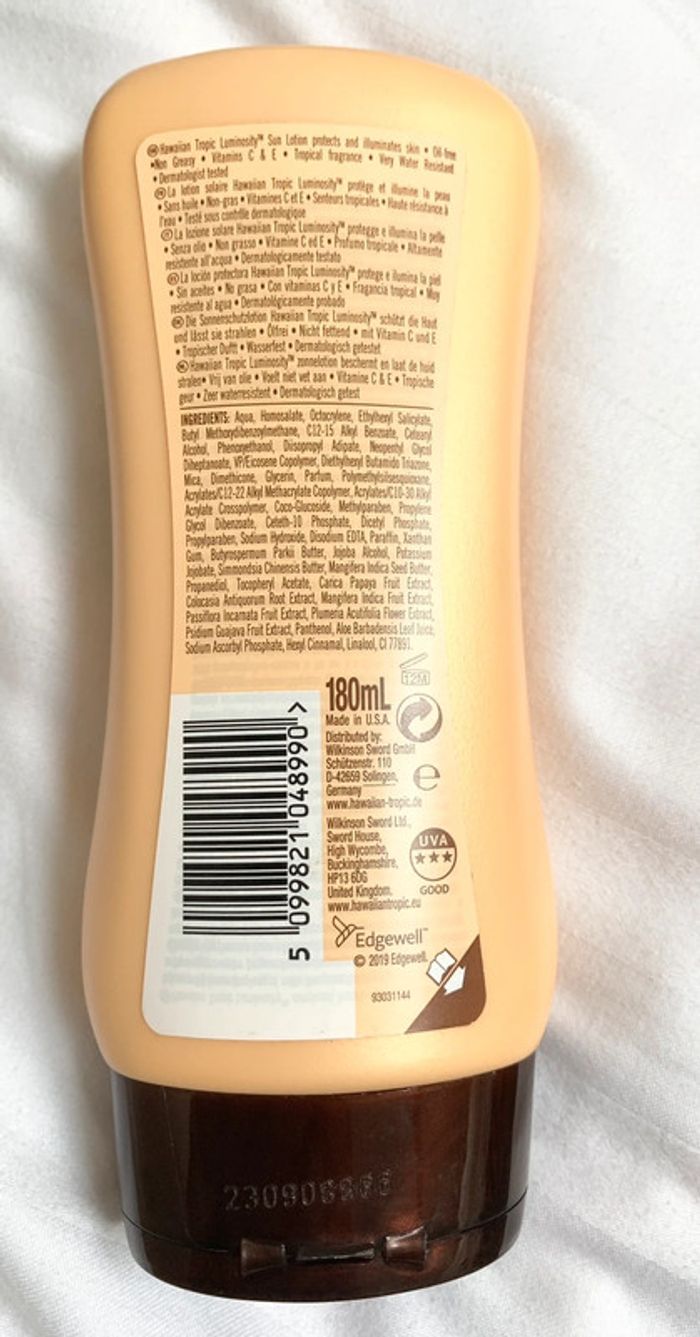 GB Hawaiian Tropic Luminosity™ Sun Lotion protects and illuminates skin • Oil-free
•Non Greasy • Vitamins C & E • Tropical fragrance • Very Water Resistant
• Dermatologist tested
La lotion solaire Hawaiian Tropic Luminosity™ protège et illumine la peau
• Sans huile • Non-gras • Vitamines C et E • Senteurs tropicales • Haute résistance à
l'eau • Testé sous contrôle dermatologique
La lozione solare Hawaiian Tropic Luminosity™ protegge e illumina la pelle
• Senza olio • Non grasso • Vitamine C ed E • Profumo tropicale • Altamente
resistente all'acqua • Dermatologicamente testato
La loción protectora Hawaiian Tropic Luminosity™ protege e ilumina la piel
• Sin aceites • No grasa • Con vitaminas C y E • Fragancia tropical • Muy
resistente al agua • Dermatológicamente probado
Die Sonnenschutzlotion Hawaiian Tropic Luminosity™ schützt die Haut
und lässt sie strahlen • Ölfrei • Nicht fettend • mit Vitamin C und E
• Tropischer Dufft • Wasserfest • Dermatologisch getestet
Hawaiian Tropic Luminosity™ zonnelotion beschermt en laat de huid
stralen• Vrij van olie • Voelt niet vet aan • Vitamine C & E • Tropische
geur • Zeer waterresistent • Dermatologisch getest
INGREDIENTS: Aqua, Homosalate, Octocrylene, Ethylhexyl Salicylate,
Butyl Methoxydibenzoylmethane, C12-15 Alkyl Benzoate, Cetearyl
Alcohol, Phenoxyethanol, Diisopropyl Adipate, Neopentyl Glycol
Diheptanoate, VP/Eicosene Copolymer, Diethylhexyl Butamido Triazone,
Mica, Dimethicone, Glycerin, Parfum, Polymethylsilsesquioxane,
Acrylates/C12-22 Alkyl Methacrylate Copolymer, Acrylates/C10-30 Alkyl
Acrylate Crosspolymer, Coco-Glucoside, Methylparaben, Propylene
Glycol Dibenzoate, Ceteth-10 Phosphate, Dicetyl Phosphate,
Propylparaben, Sodium Hydroxide, Disodium EDTA, Paraffin, Xanthan
Gum, Butyrospermum Parkii Butter, Jojoba Alcohol, Potassium
Jojobate, Simmondsia Chinensis Butter, Mangifera Indica Seed Butter,
Propanediol, Tocopheryl Acetate, Carica Papaya Fruit Extract,
Colocasia Antiquorum Root Extract, Mangifera Indica Fruit Extract,
Passiflora Incarnata Fruit Extract, Plumeria Acutifolia Flower Extract,
Psidium Guajava Fruit Extract, Panthenol, Aloe Barbadensis Leaf Juice,
Sodium Ascorbyl Phosphate, Hexyl Cinnamal, Linalool, CI 77891.
12M
180mL
Made in U.S.A.
Distributed by:
Wilkinson Sword GmbH
Schützenstr. 110
D-42659 Solingen,
Germany
www.hawaiian-tropic.de
e
Wilkinson Sword Ltd.,
Sword House,
High Wycombe,
Buckinghamshire,
HP13 6DG
United Kingdom.
www.hawaiiantropic.eu
UVA
GOOD
Edgewell™
© 2019 Edgewell.
93031144
5 099821 048990 >